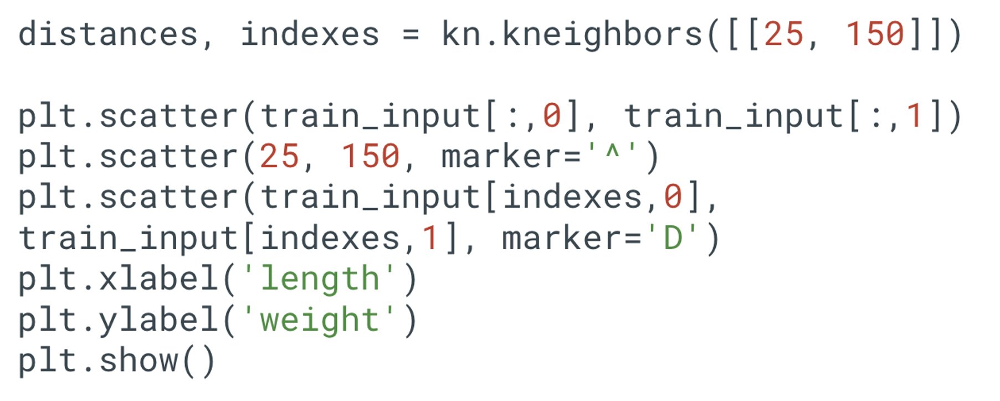 distances, indexes = kn.kneighbors([[25, 150]])
plt.scatter(train_input[:,0], train_input[:,1])
plt.scatter(25, 150, marker='^')
plt.scatter(train_input[indexes,0],
train_input[indexes,1], marker='D')
plt.xlabel('length')
plt.ylabel('weight')
plt.show()